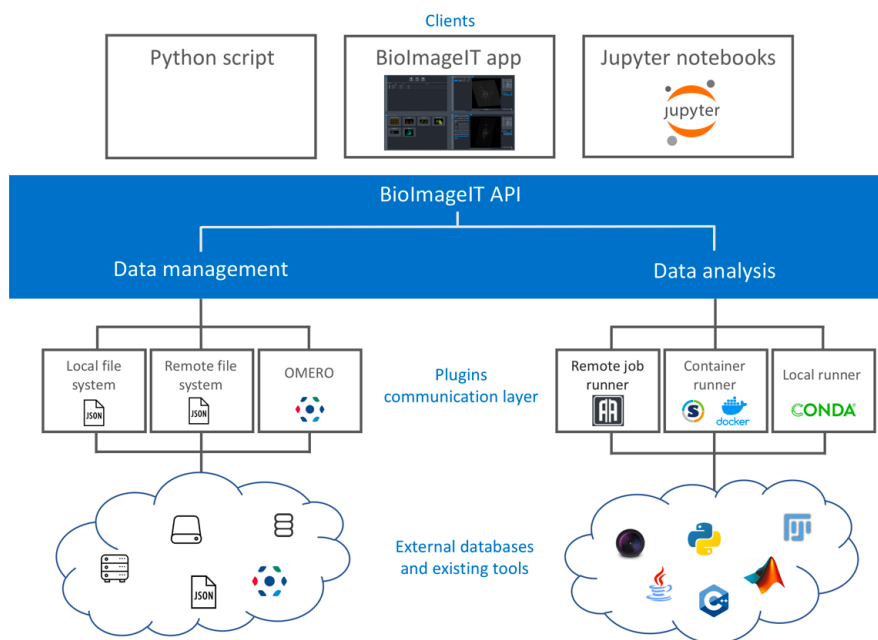 Clients
Python script
BioImageIT app
Jupyter notebooks
jupyter
BioImageIT API
Data management
Data analysis
Local file
system
JSON
Remote file
system
JSON
OMERO
Plugins
communication layer
Remote job
runner
Container
runner
docker
Local runner
CONDA
External databases
and existing tools
JSON
C++